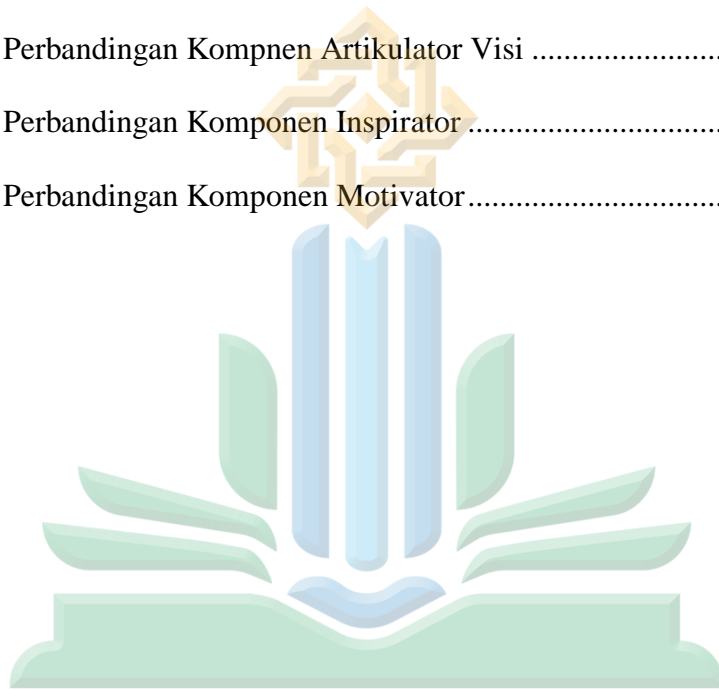 Perbandingan Kompnen Artikulator Visi ........................
Perbandingan Komponen Inspirator ................................
Perbandingan Komponen Motivator................................